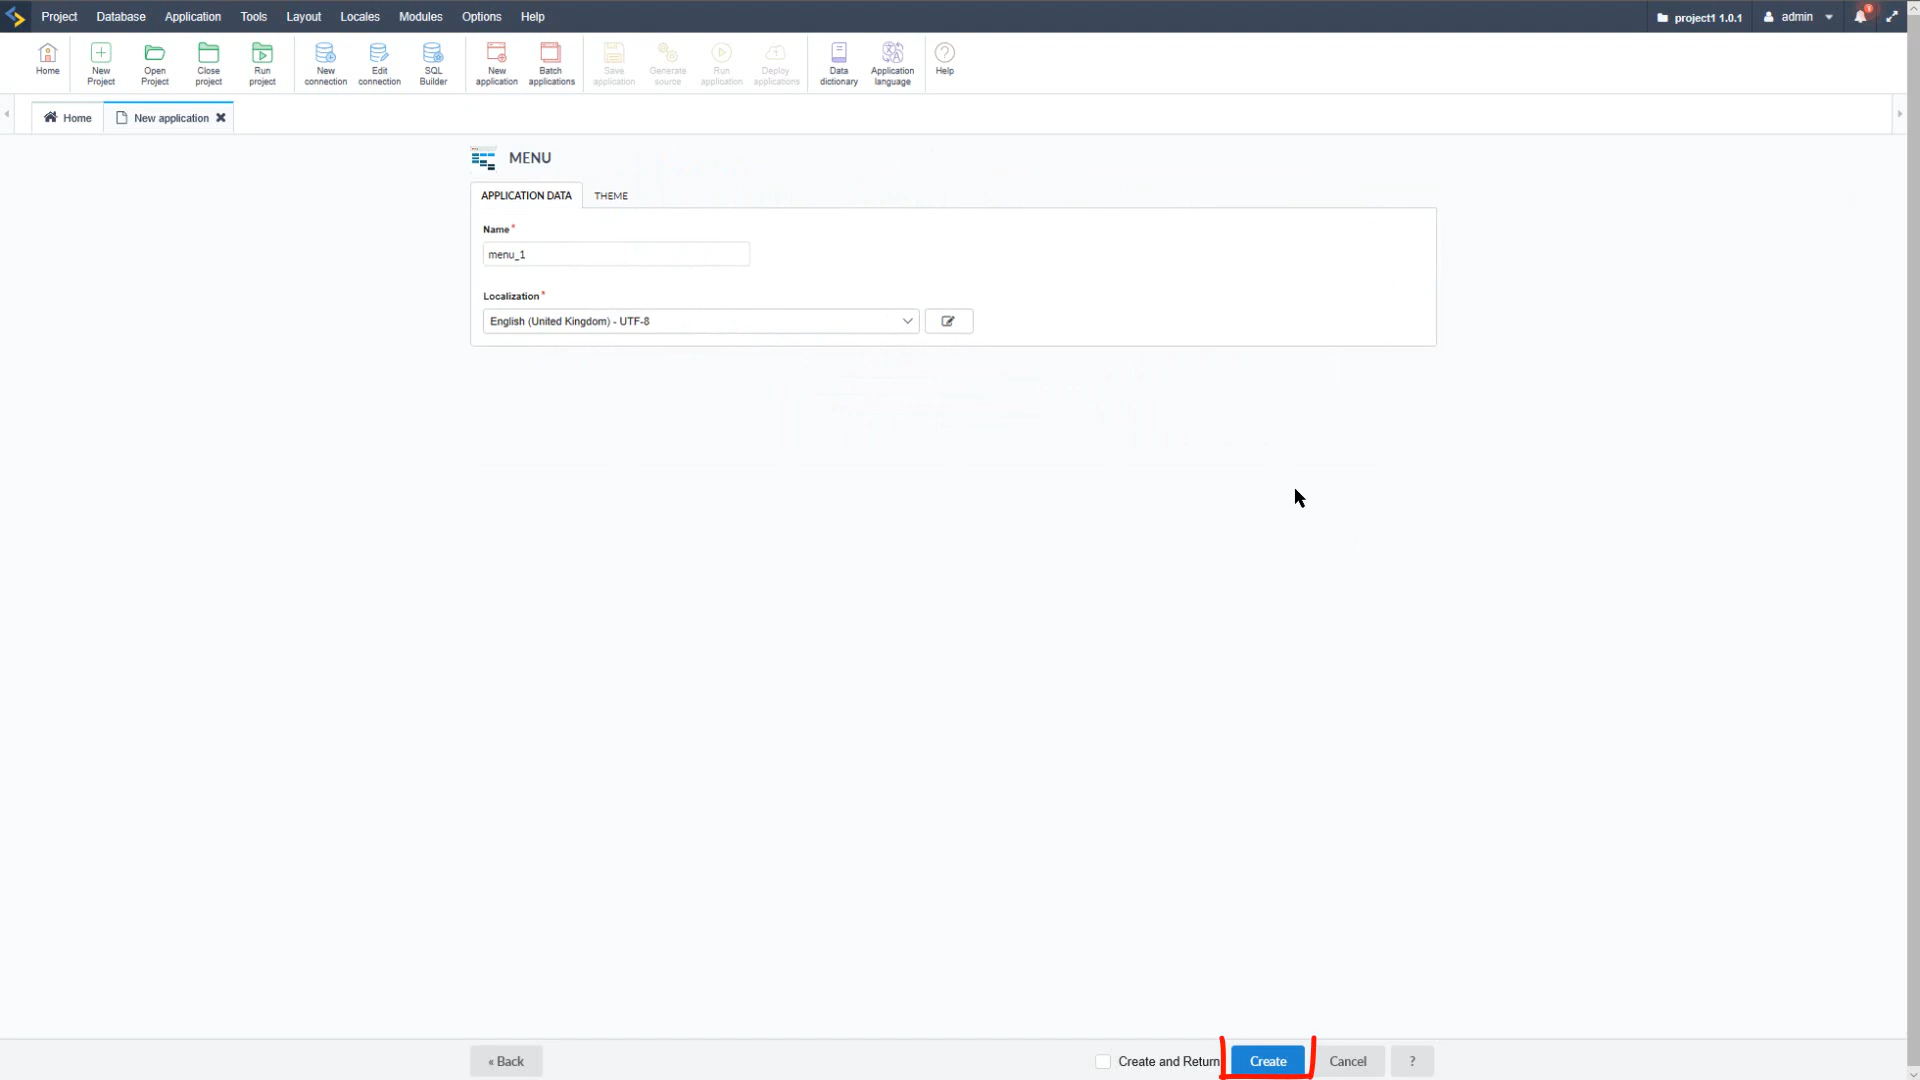 Project Database Application Tools Layout Locales Modules Options Help project1 1.0.1 admin 1
Home New Project Open Project Close project Run project New connection Edit connection SQL Builder New application Batch applications Save application Generate source Run application Deploy applications Data dictionary Application language Help
Home New application
MENU
APPLICATION DATA THEME
Name*
menu_1
Localization*
English (United Kingdom) - UTF-8
« Back Create and Return Create Cancel ?